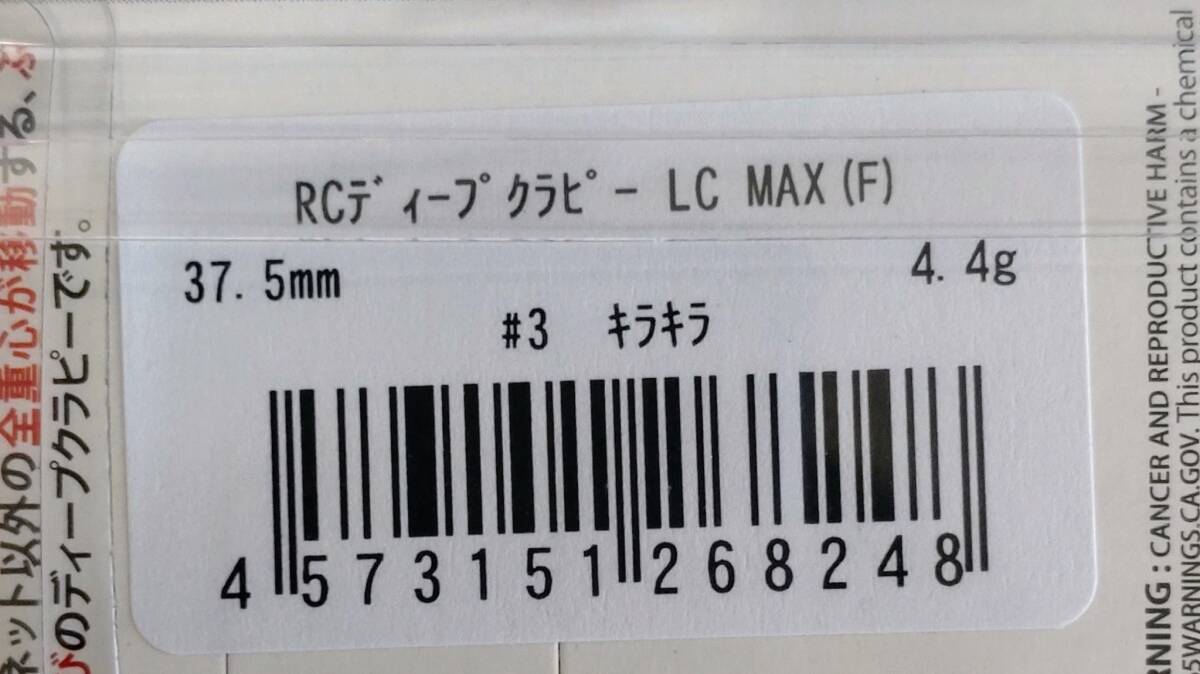 ネット以外の全重心が移動する、
びのディープクラピーです。
RCﾃﾞｨｰﾌﾟｸﾗﾋﾟｰ LC MAX(F)
37.5mm
4.4g
#3 ｷﾗｷﾗ
4 573151 268248
RNING : CANCER AND REPRODUCTIVE HARM -
5WARNINGS.CA.GOV. This product contains a chemical